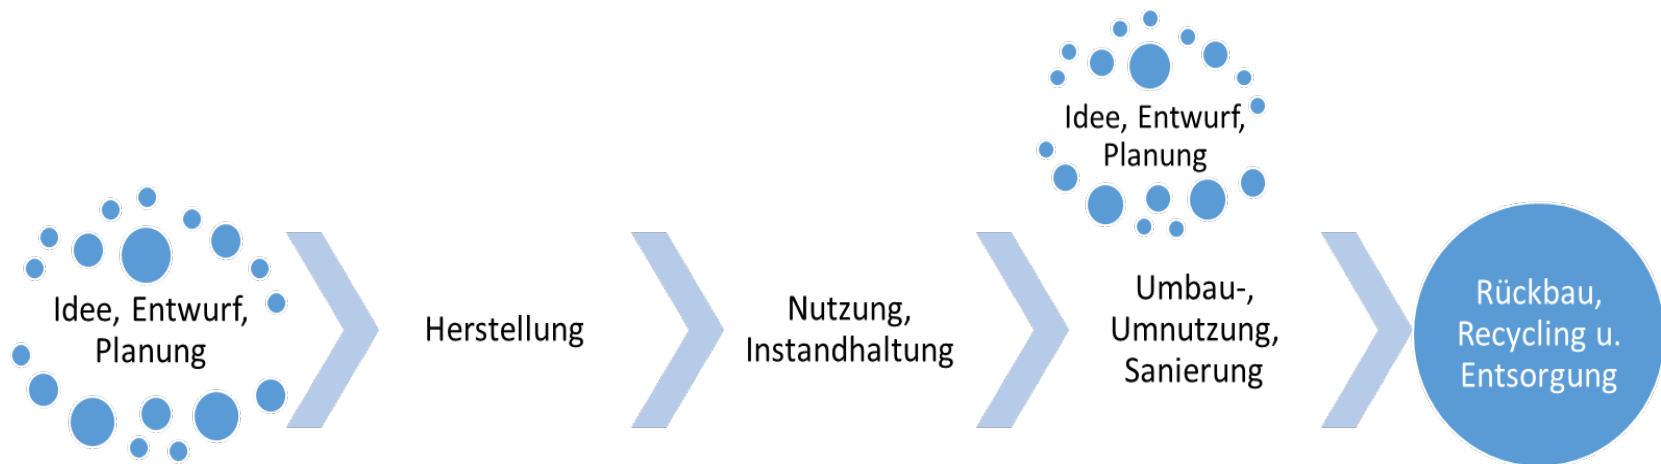 Idee, Entwurf,
Planung
Herstellung
Nutzung,
Instandhaltung
Idee, Entwurf,
Planung
Umbau-,
Umnutzung,
Sanierung
Rückbau,
Recycling u.
Entsorgung